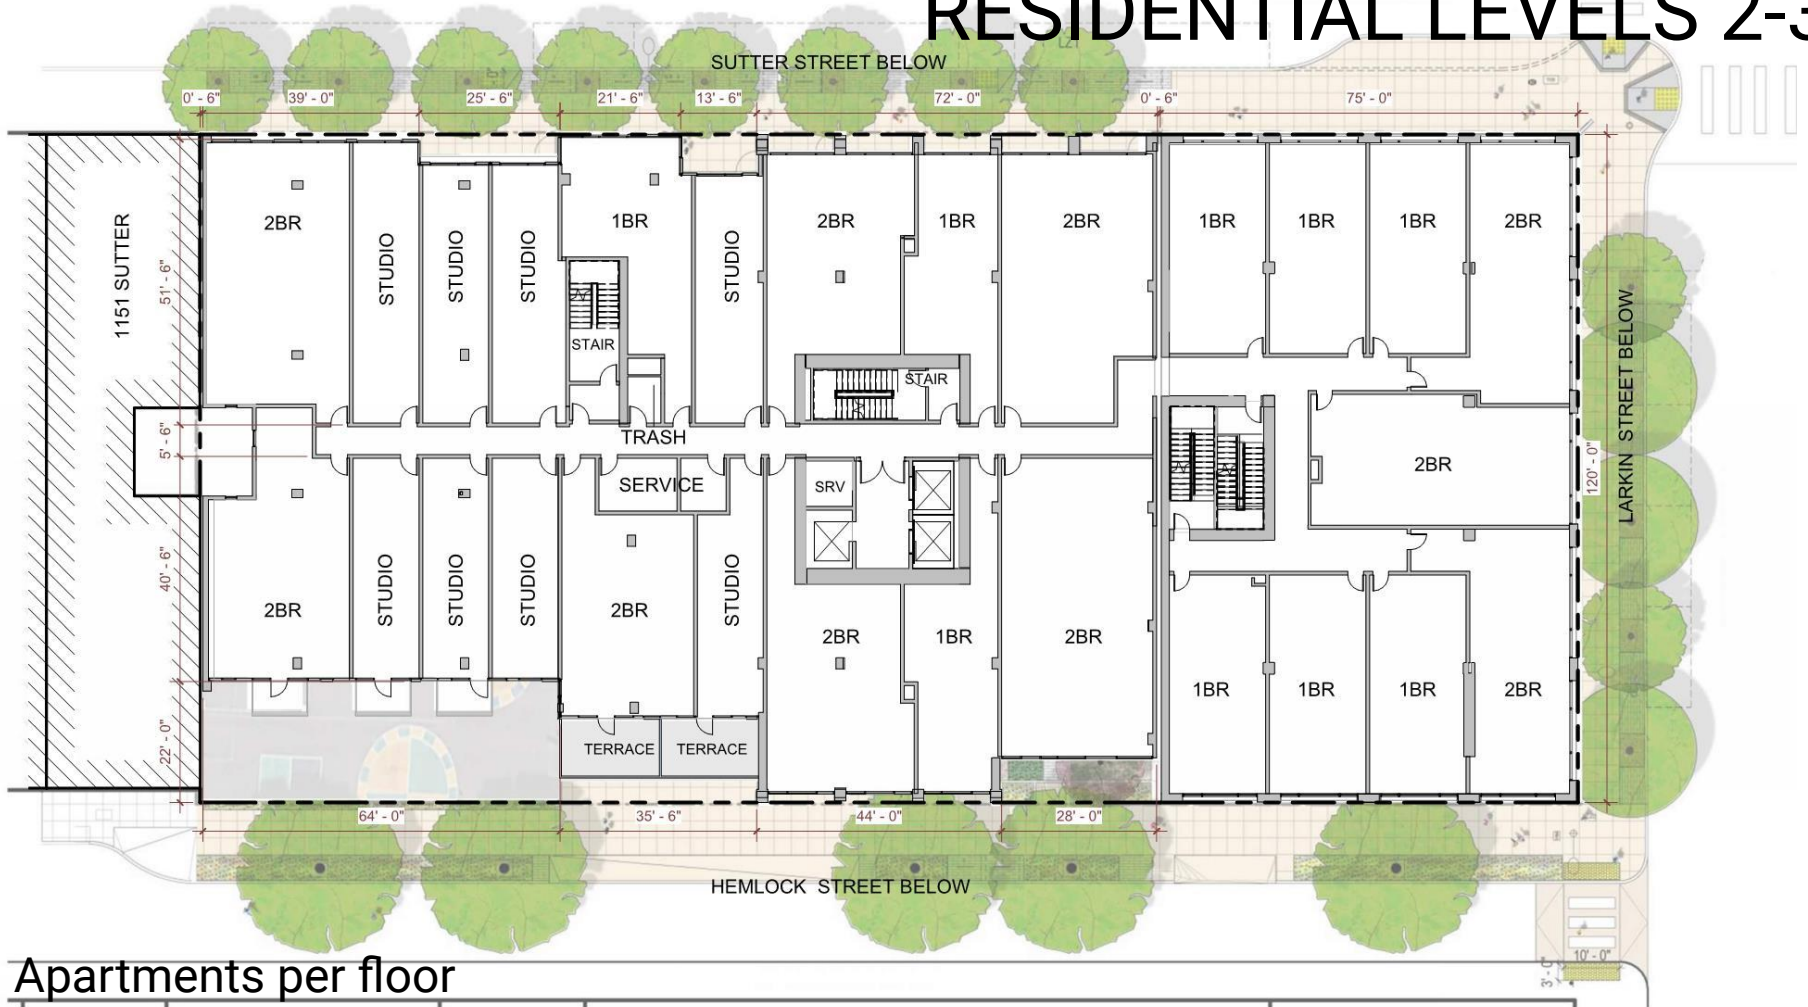 RESIDENTIAL LEVELS 2-3
SUTTER STREET BELOW
0' - 6"
39' - 0"
25' - 6"
21' - 6"
13' - 6"
72' - 0"
0' - 6"
75' - 0"
1151 SUTTER
51' - 6"
5' - 6"
40' - 6"
22' - 0"
2BR
STUDIO
STUDIO
STUDIO
1BR
STUDIO
2BR
1BR
2BR
1BR
1BR
1BR
2BR
STAIR
STAIR
TRASH
SERVICE
SRV
2BR
LARKIN STREET BELOW
120' - 0"
2BR
STUDIO
STUDIO
STUDIO
2BR
STUDIO
2BR
1BR
2BR
1BR
1BR
1BR
2BR
TERRACE
TERRACE
64' - 0"
35' - 6"
44' - 0"
28' - 0"
HEMLOCK STREET BELOW
10' - 0"
3' - 0"
Apartments per floor